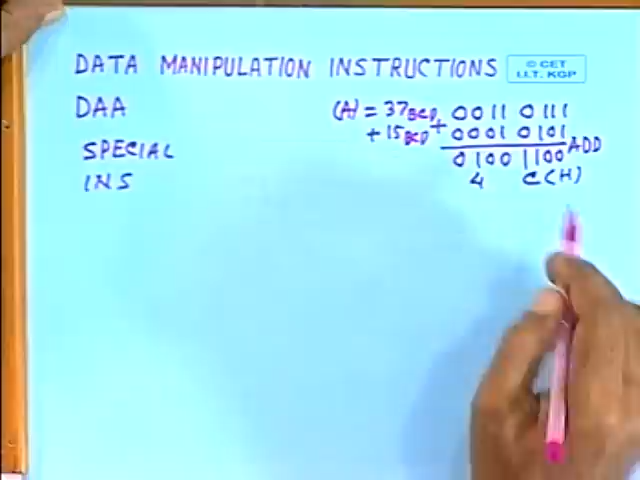 DATA MANIPULATION INSTRUCTIONS
© CET
I.I.T. KGP
DAA
(A) = 37BCD 0011 0111
+ 15BCD + 0001 0101 ADD
0100 1100
4 C(H)
SPECIAL
INS